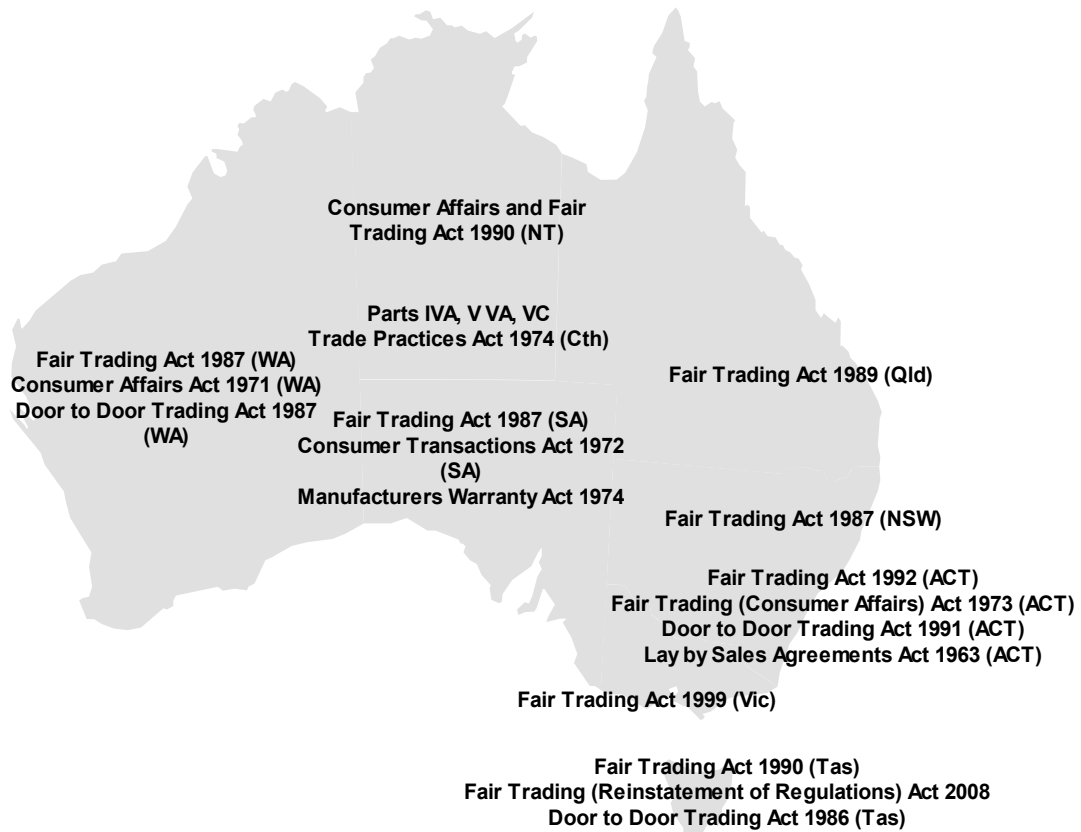 Consumer Affairs and Fair
Trading Act 1990 (NT)
Parts IVA, V VA, VC
Trade Practices Act 1974 (Cth)
Fair Trading Act 1987 (WA)
Consumer Affairs Act 1971 (WA)
Door to Door Trading Act 1987
(WA)
Fair Trading Act 1989 (Qld)
Fair Trading Act 1987 (SA)
Consumer Transactions Act 1972
(SA)
Manufacturers Warranty Act 1974
Fair Trading Act 1987 (NSW)
Fair Trading Act 1992 (ACT)
Fair Trading (Consumer Affairs) Act 1973 (ACT)
Door to Door Trading Act 1991 (ACT)
Lay by Sales Agreements Act 1963 (ACT)
Fair Trading Act 1999 (Vic)
Fair Trading Act 1990 (Tas)
Fair Trading (Reinstatement of Regulations) Act 2008
Door to Door Trading Act 1986 (Tas)